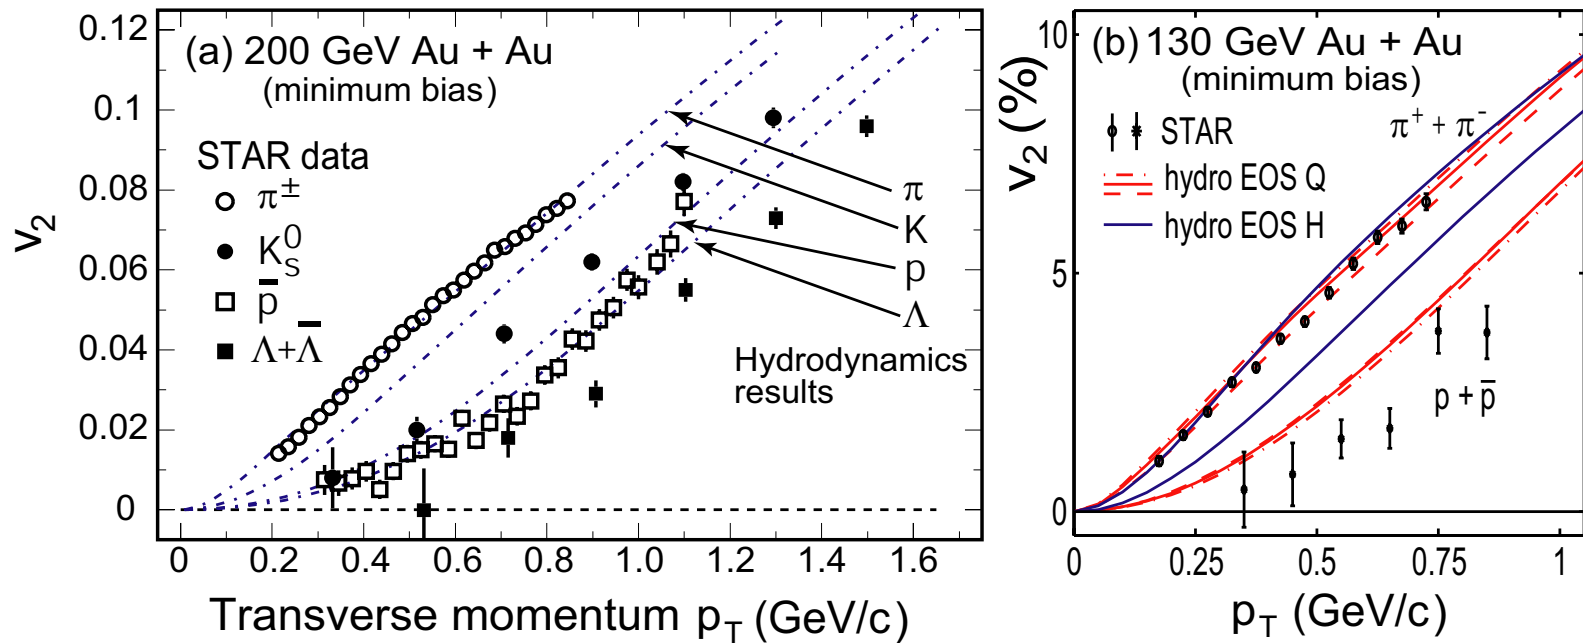 (a) 200 GeV Au + Au
(minimum bias)
STAR data
π±
K⁰ₛ
p̄
Λ+Λ̄
π
K
p
Λ
Hydrodynamics
results
v₂
0.12
0.1
0.08
0.06
0.04
0.02
0
0 0.2 0.4 0.6 0.8 1.0 1.2 1.4 1.6
Transverse momentum p_T (GeV/c)
(b) 130 GeV Au + Au
(minimum bias)
STAR
hydro EOS Q
hydro EOS H
π⁺ + π⁻
p + p̄
v₂ (%)
10
5
0
0 0.25 0.5 0.75 1
p_T (GeV/c)